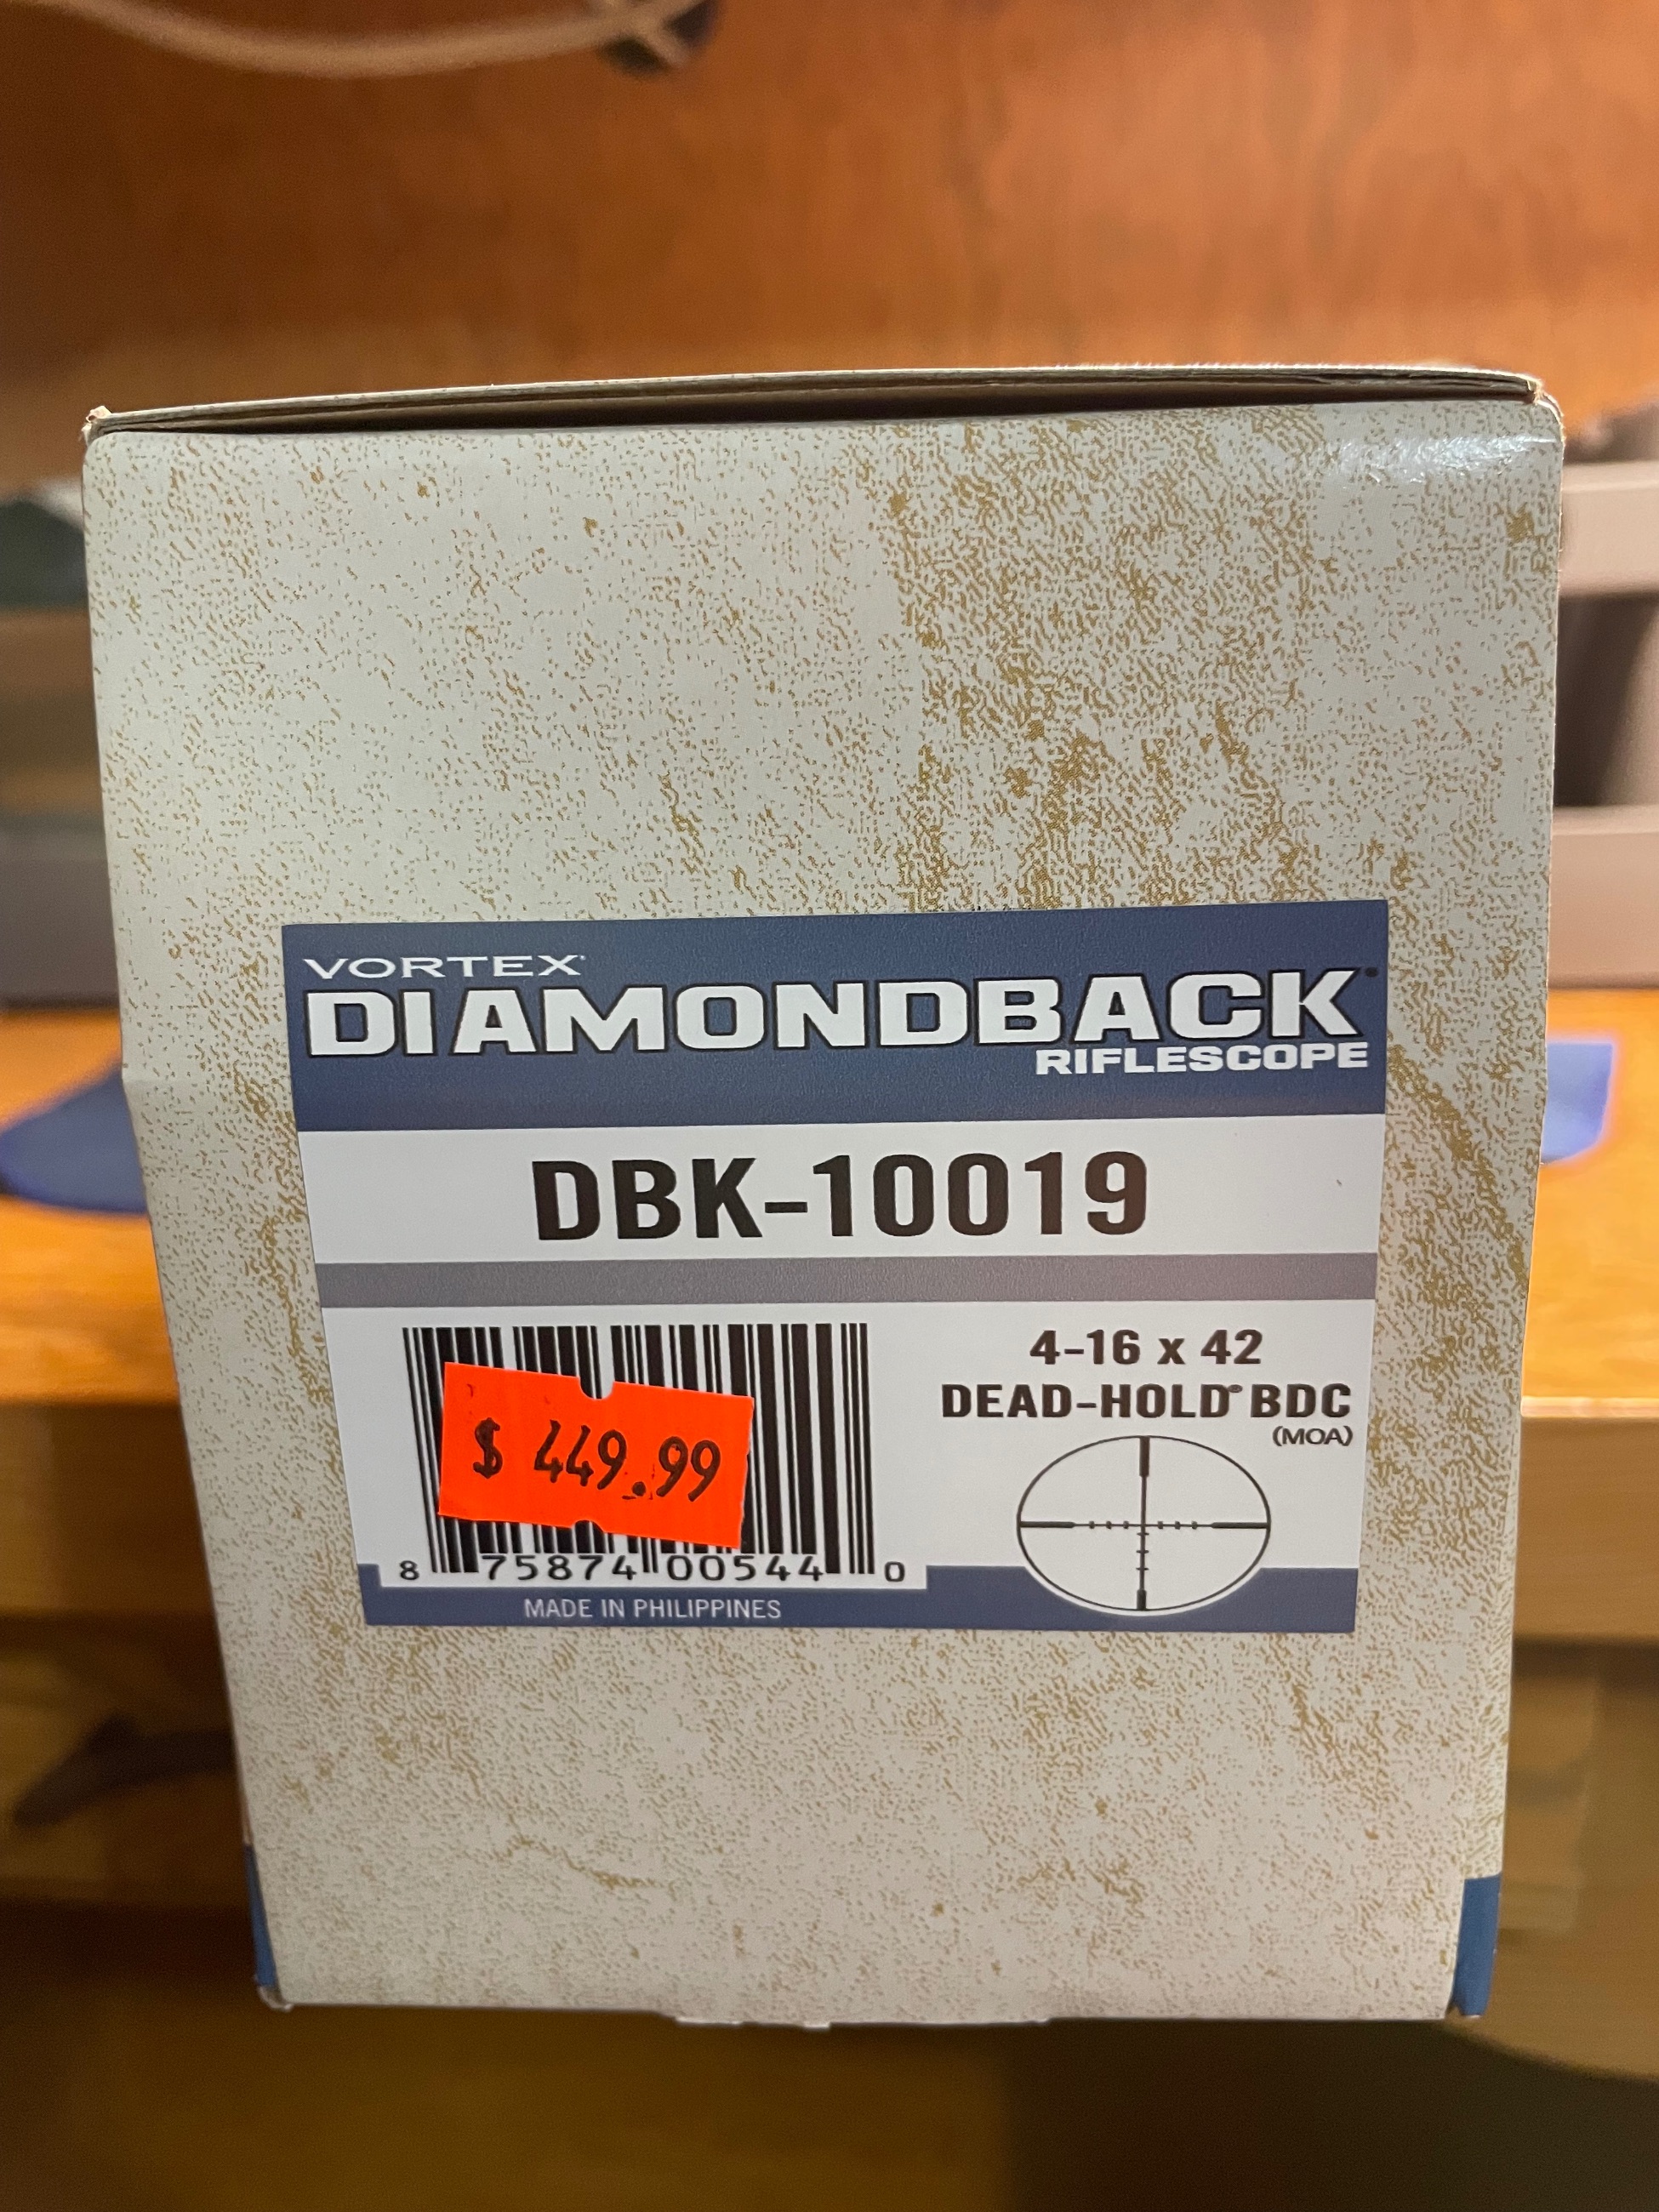 VORTEX
DIAMONDBACK
RIFLESCOPE
DBK-10019
4-16 x 42
DEAD-HOLD® BDC
(MOA)
$ 449.99
8 75874 00544 0
MADE IN PHILIPPINES